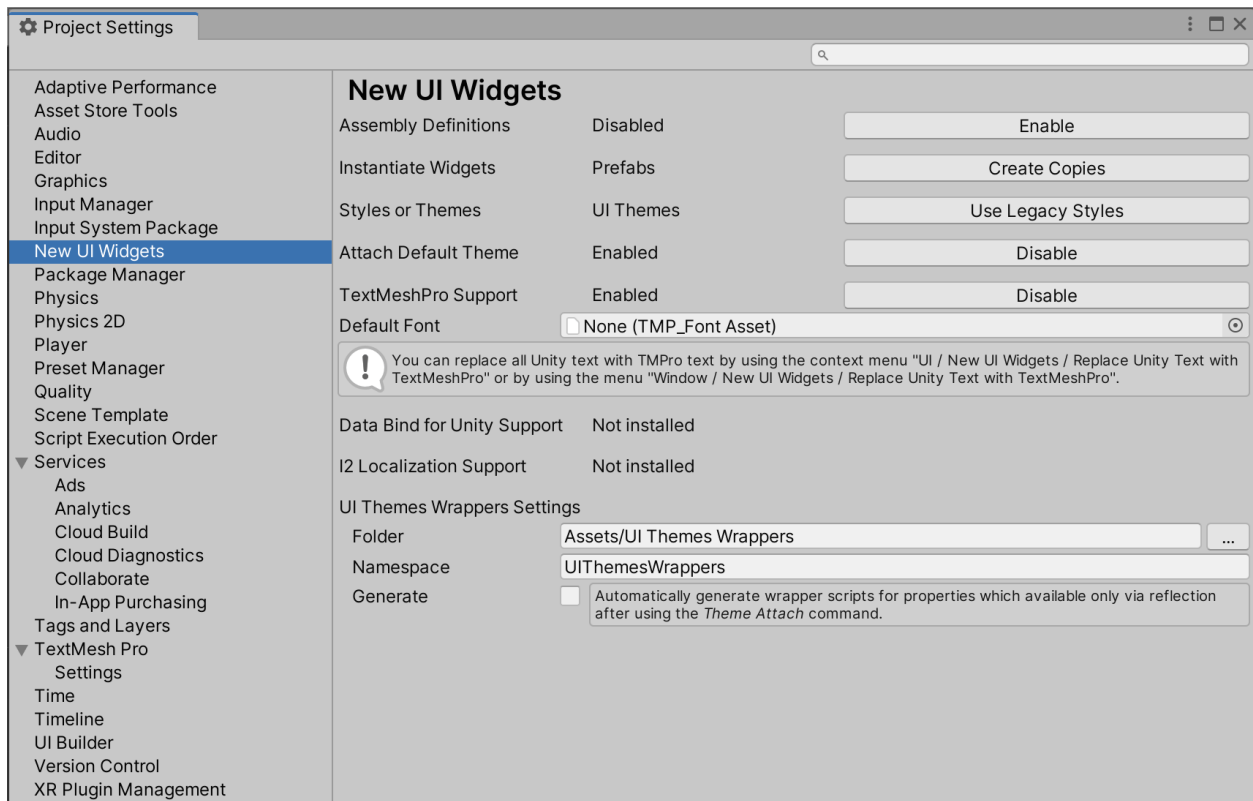 Project Settings
Adaptive Performance
Asset Store Tools
Audio
Editor
Graphics
Input Manager
Input System Package
New UI Widgets
Package Manager
Physics
Physics 2D
Player
Preset Manager
Quality
Scene Template
Script Execution Order
Services
Ads
Analytics
Cloud Build
Cloud Diagnostics
Collaborate
In-App Purchasing
Tags and Layers
TextMesh Pro
Settings
Time
Timeline
UI Builder
Version Control
XR Plugin Management
New UI Widgets
Assembly Definitions Disabled Enable
Instantiate Widgets Prefabs Create Copies
Styles or Themes UI Themes Use Legacy Styles
Attach Default Theme Enabled Disable
TextMeshPro Support Enabled Disable
Default Font None (TMP_Font Asset)
You can replace all Unity text with TMPro text by using the context menu "UI / New UI Widgets / Replace Unity Text with
TextMeshPro" or by using the menu "Window / New UI Widgets / Replace Unity Text with TextMeshPro".
Data Bind for Unity Support Not installed
I2 Localization Support Not installed
UI Themes Wrappers Settings
Folder Assets/UI Themes Wrappers ...
Namespace UIThemesWrappers
Generate Automatically generate wrapper scripts for properties which available only via reflection
after using the Theme Attach command.